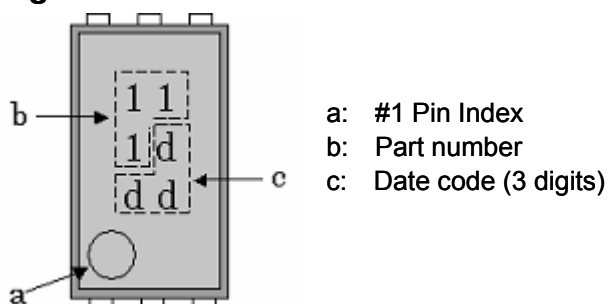 1 1
1 d
d d
b
c
a
a: #1 Pin Index
b: Part number
c: Date code (3 digits)